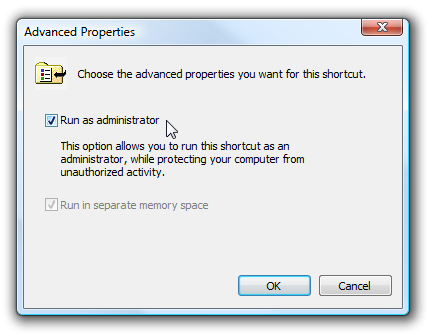 Advanced Properties
Choose the advanced properties you want for this shortcut.
Run as administrator
This option allows you to run this shortcut as an
administrator, while protecting your computer from
unauthorized activity.
Run in separate memory space
OK
Cancel